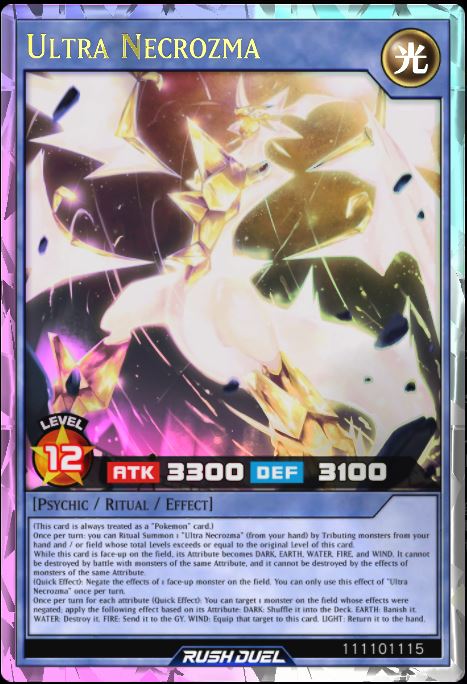 ULTRA NECROZMA
光
LEVEL
12
ATK 3300 DEF 3100
[PSYCHIC / RITUAL / EFFECT]
(This card is always treated as a "Pokemon" card.)
Once per turn: you can Ritual Summon 1 "Ultra Necrozma" (from your hand) by Tributing monsters from your
hand and / or field whose total Levels exceeds or equal to the original Level of this card.
While this card is face-up on the field, its Attribute becomes DARK, EARTH, WATER, FIRE, and WIND. It cannot
be destroyed by battle with monsters of the same Attribute, and it cannot be destroyed by the effects of
monsters of the same Attribute.
(Quick Effect): Negate the effects of 1 face-up monster on the field. You can only use this effect of "Ultra
Necrozma" once per turn.
Once per turn for each attribute (Quick Effect): You can target 1 monster on the field whose effects were
negated; apply the following effect based on its Attribute: DARK: Shuffle it into the Deck. EARTH: Banish it.
WATER: Destroy it. FIRE: Send it to the GY. WIND: Equip that target to this card. LIGHT: Return it to the hand.
111101115
RUSH DUEL